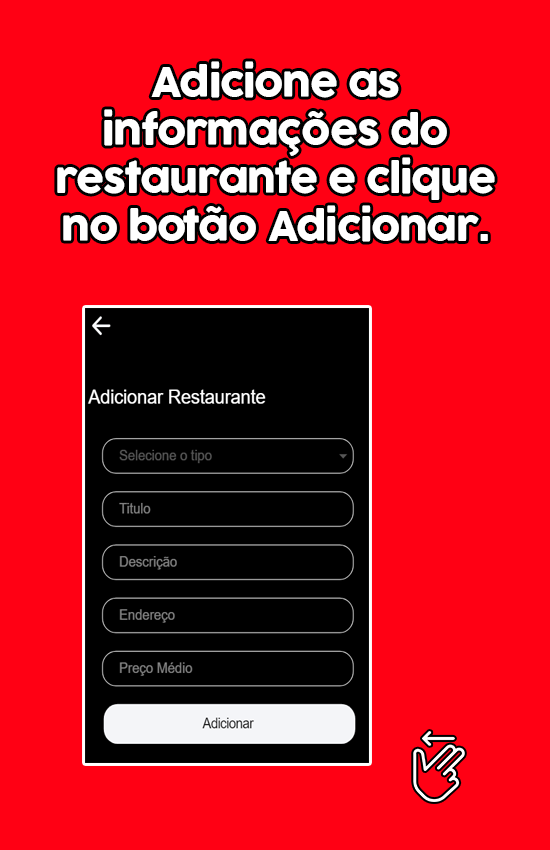 Adicione as
informações do
restaurante e clique
no botão Adicionar.
Adicionar Restaurante
Selecione o tipo
Titulo
Descrição
Endereço
Preço Médio
Adicionar